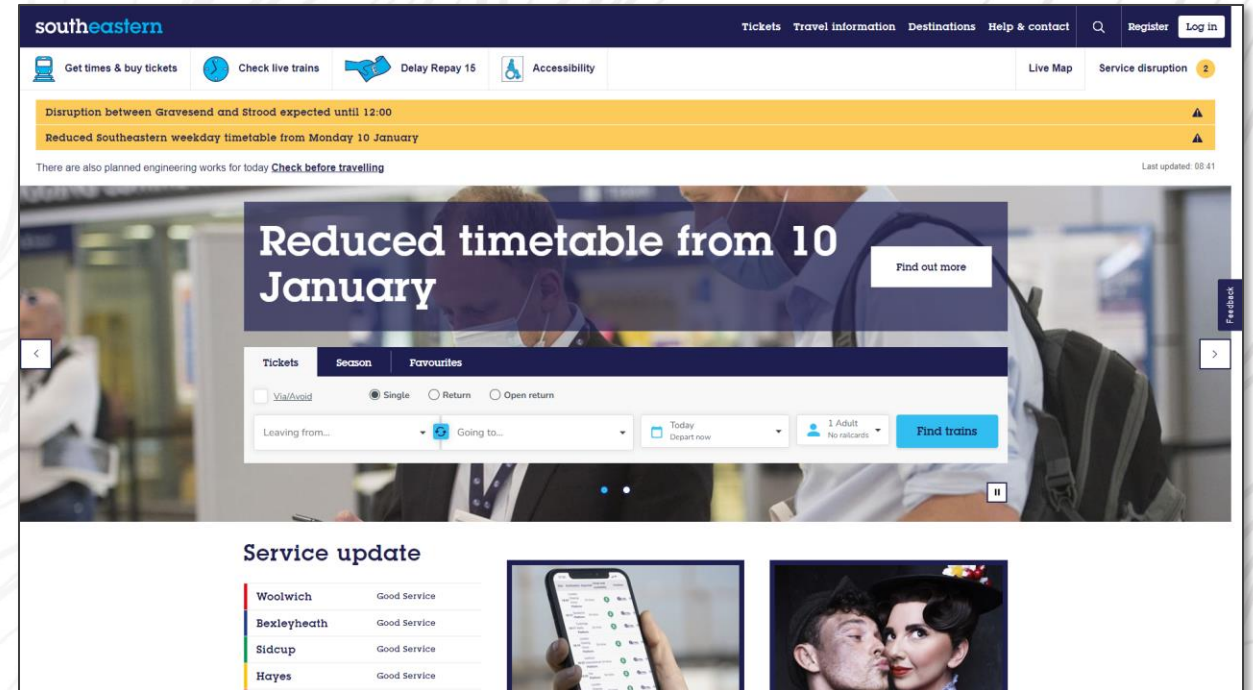 southeastern
Tickets Travel information Destinations Help & contact Register Log in
Get times & buy tickets Check live trains Delay Repay 15 Accessibility Live Map Service disruption 2
Disruption between Gravesend and Strood expected until 12:00
Reduced Southeastern weekday timetable from Monday 10 January
There are also planned engineering works for today Check before travelling Last updated: 08:41
Reduced timetable from 10
January
Find out more
Feedback
Tickets Season Favourites
Via/Avoid Single Return Open return
Leaving from... Going to... Today 1 Adult Find trains
Depart now No railcards
Service update
Woolwich Good Service
Bexleyheath Good Service
Sidcup Good Service
Hayes Good Service